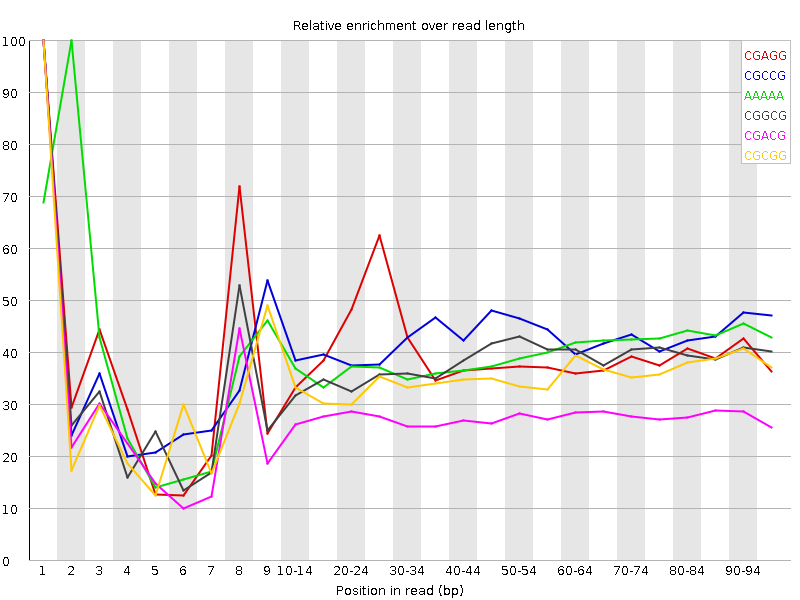 Relative enrichment over read length
100
90
80
70
60
50
40
30
20
10
0
CGAGG
CGCCG
AAAAA
CGGCG
CGACG
CGCGG
1 2 3 4 5 6 7 8 9 10-14 20-24 30-34 40-44 50-54 60-64 70-74 80-84 90-94
Position in read (bp)